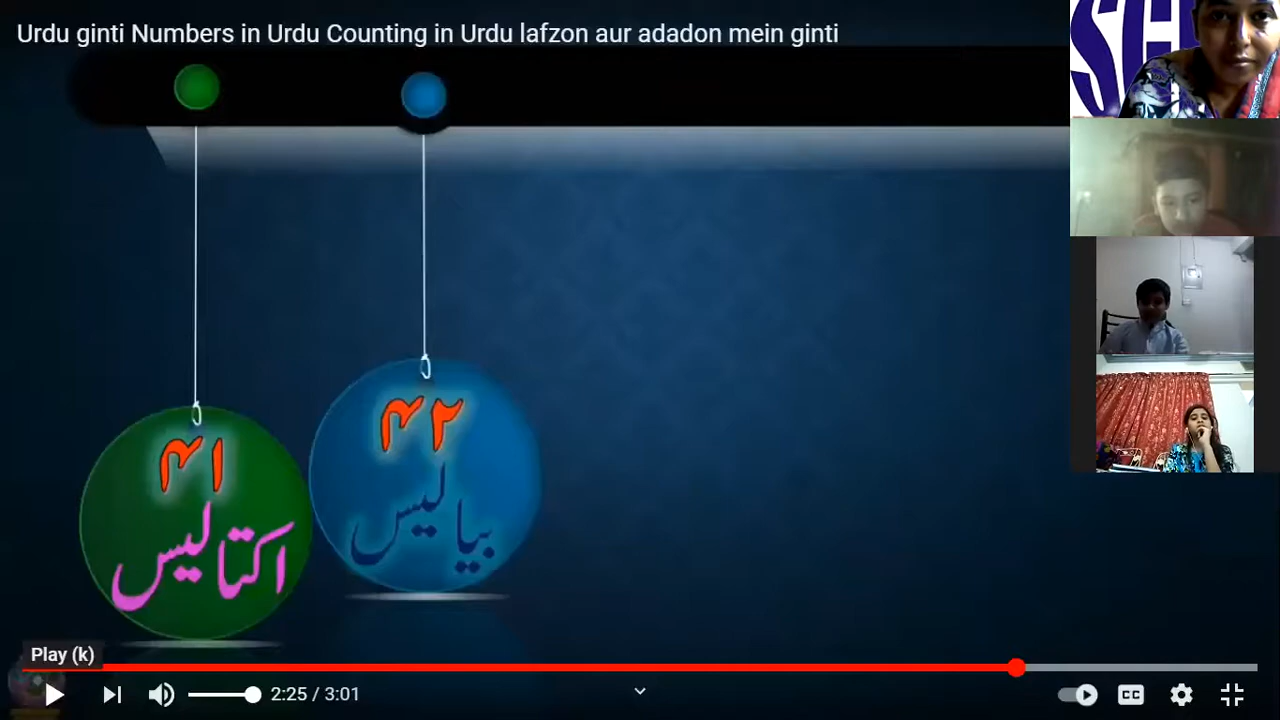 Urdu ginti Numbers in Urdu Counting in Urdu lafzon aur adadon mein ginti
۴۱
اکتالیس
۴۲
بیالیس
Play (k)
2:25 / 3:01
CC